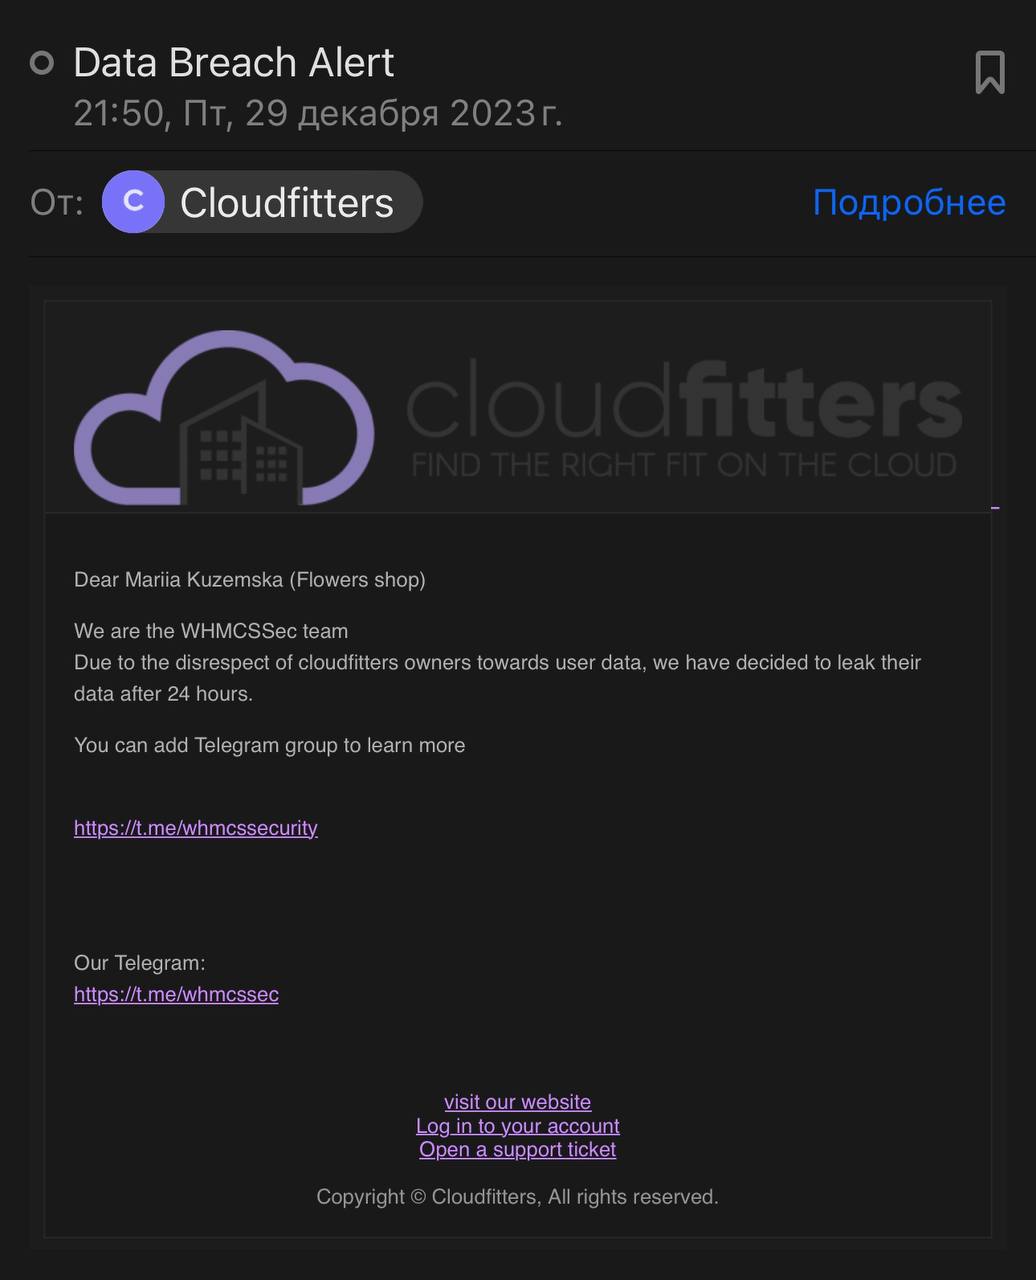 Data Breach Alert
21:50, Пт, 29 декабря 2023 г.
От: C Cloudfitters Подробнее
cloudfitters
FIND THE RIGHT FIT ON THE CLOUD
Dear Mariia Kuzemska (Flowers shop)
We are the WHMCSSec team
Due to the disrespect of cloudfitters owners towards user data, we have decided to leak their
data after 24 hours.
You can add Telegram group to learn more
https://t.me/whmcssecurity
Our Telegram:
https://t.me/whmcssec
visit our website
Log in to your account
Open a support ticket
Copyright © Cloudfitters, All rights reserved.